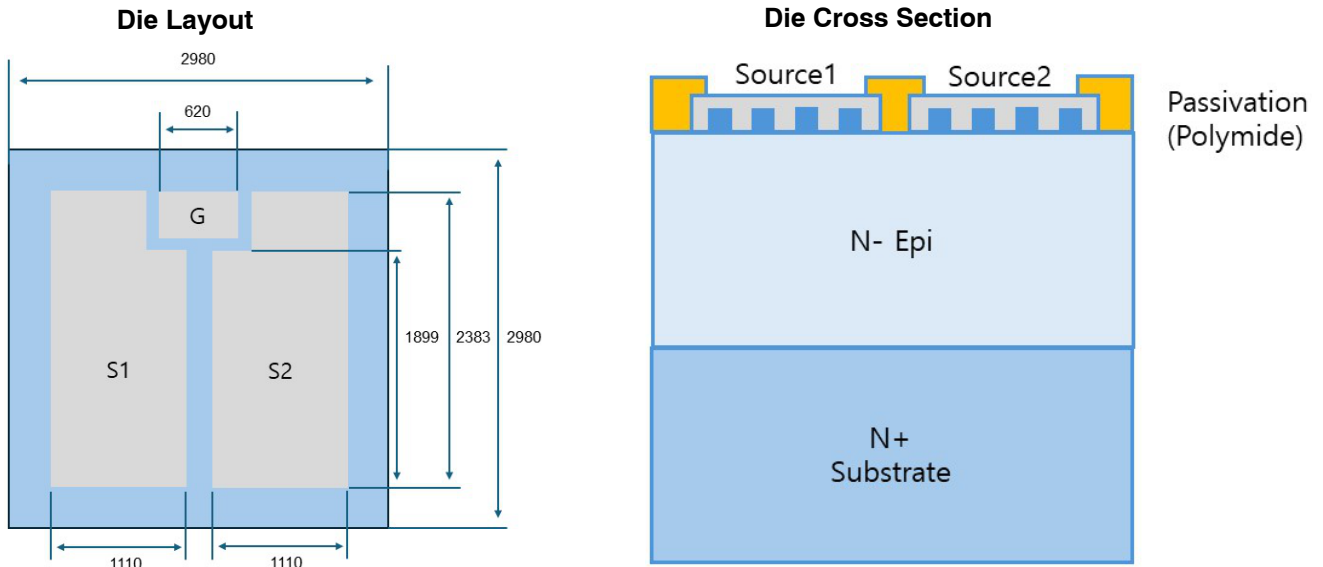 Die Layout
2980
620
G
S1
S2
1899
2383
2980
1110
1110
Die Cross Section
Source1
Source2
Passivation
(Polymide)
N- Epi
N+
Substrate